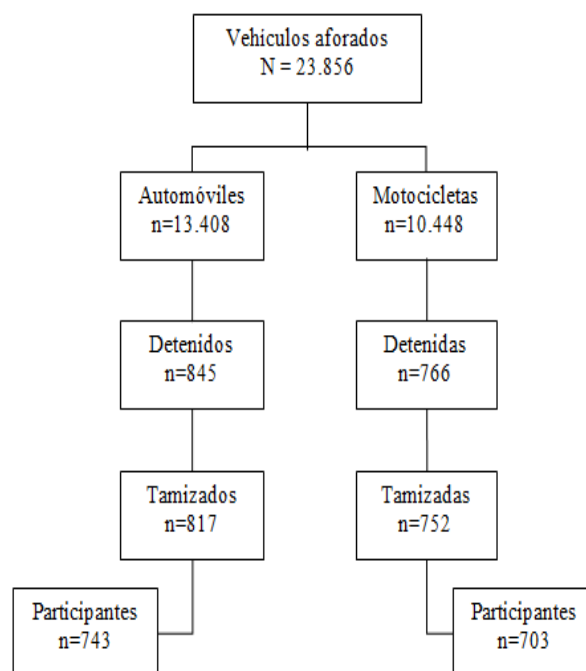 Vehículos aforados
N = 23.856
Automóviles
n=13.408
Motocicletas
n=10.448
Detenidos
n=845
Detenidas
n=766
Tamizados
n=817
Tamizadas
n=752
Participantes
n=743
Participantes
n=703